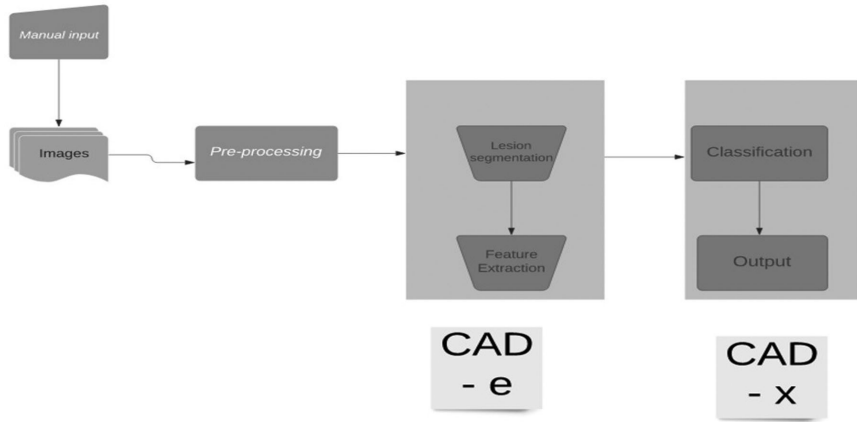 Manual input
Images
Pre-processing
Lesion
segmentation
Feature
Extraction
Classification
Output
CAD
- e
CAD
- x